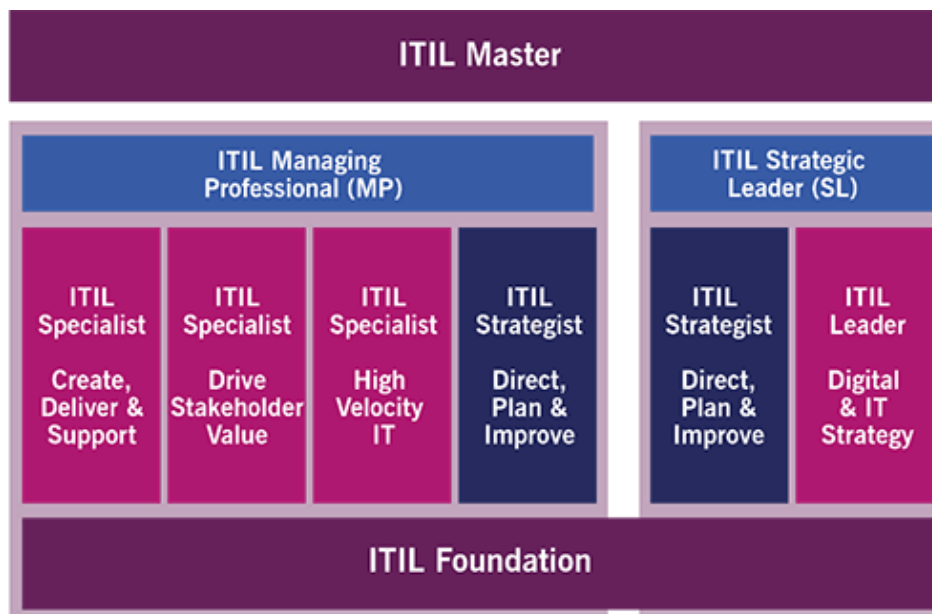 ITIL Master
ITIL Managing
Professional (MP)
ITIL Strategic
Leader (SL)
ITIL
Specialist
Create,
Deliver &
Support
ITIL
Specialist
Drive
Stakeholder
Value
ITIL
Specialist
High
Velocity
IT
ITIL
Strategist
Direct,
Plan &
Improve
ITIL
Strategist
Direct,
Plan &
Improve
ITIL
Leader
Digital
& IT
Strategy
ITIL Foundation